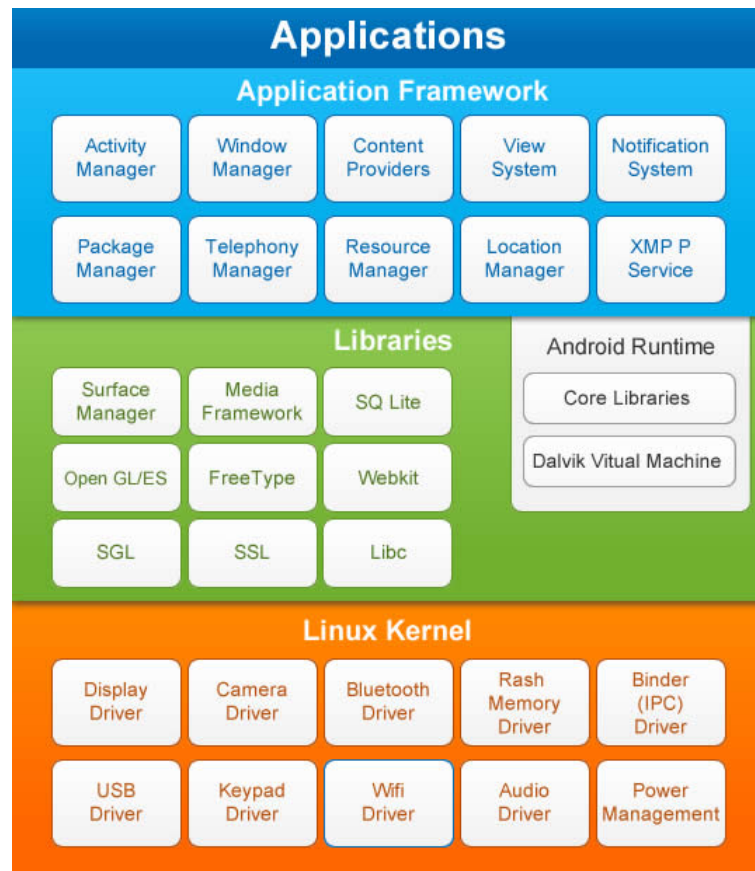 Applications
Application Framework
Activity
Manager
Window
Manager
Content
Providers
View
System
Notification
System
Package
Manager
Telephony
Manager
Resource
Manager
Location
Manager
XMP P
Service
Libraries
Surface
Manager
Media
Framework
SQ Lite
Open GL/ES
FreeType
Webkit
SGL
SSL
Libc
Android Runtime
Core Libraries
Dalvik Vitual Machine
Linux Kernel
Display
Driver
Camera
Driver
Bluetooth
Driver
Rash
Memory
Driver
Binder
(IPC)
Driver
USB
Driver
Keypad
Driver
Wifi
Driver
Audio
Driver
Power
Management